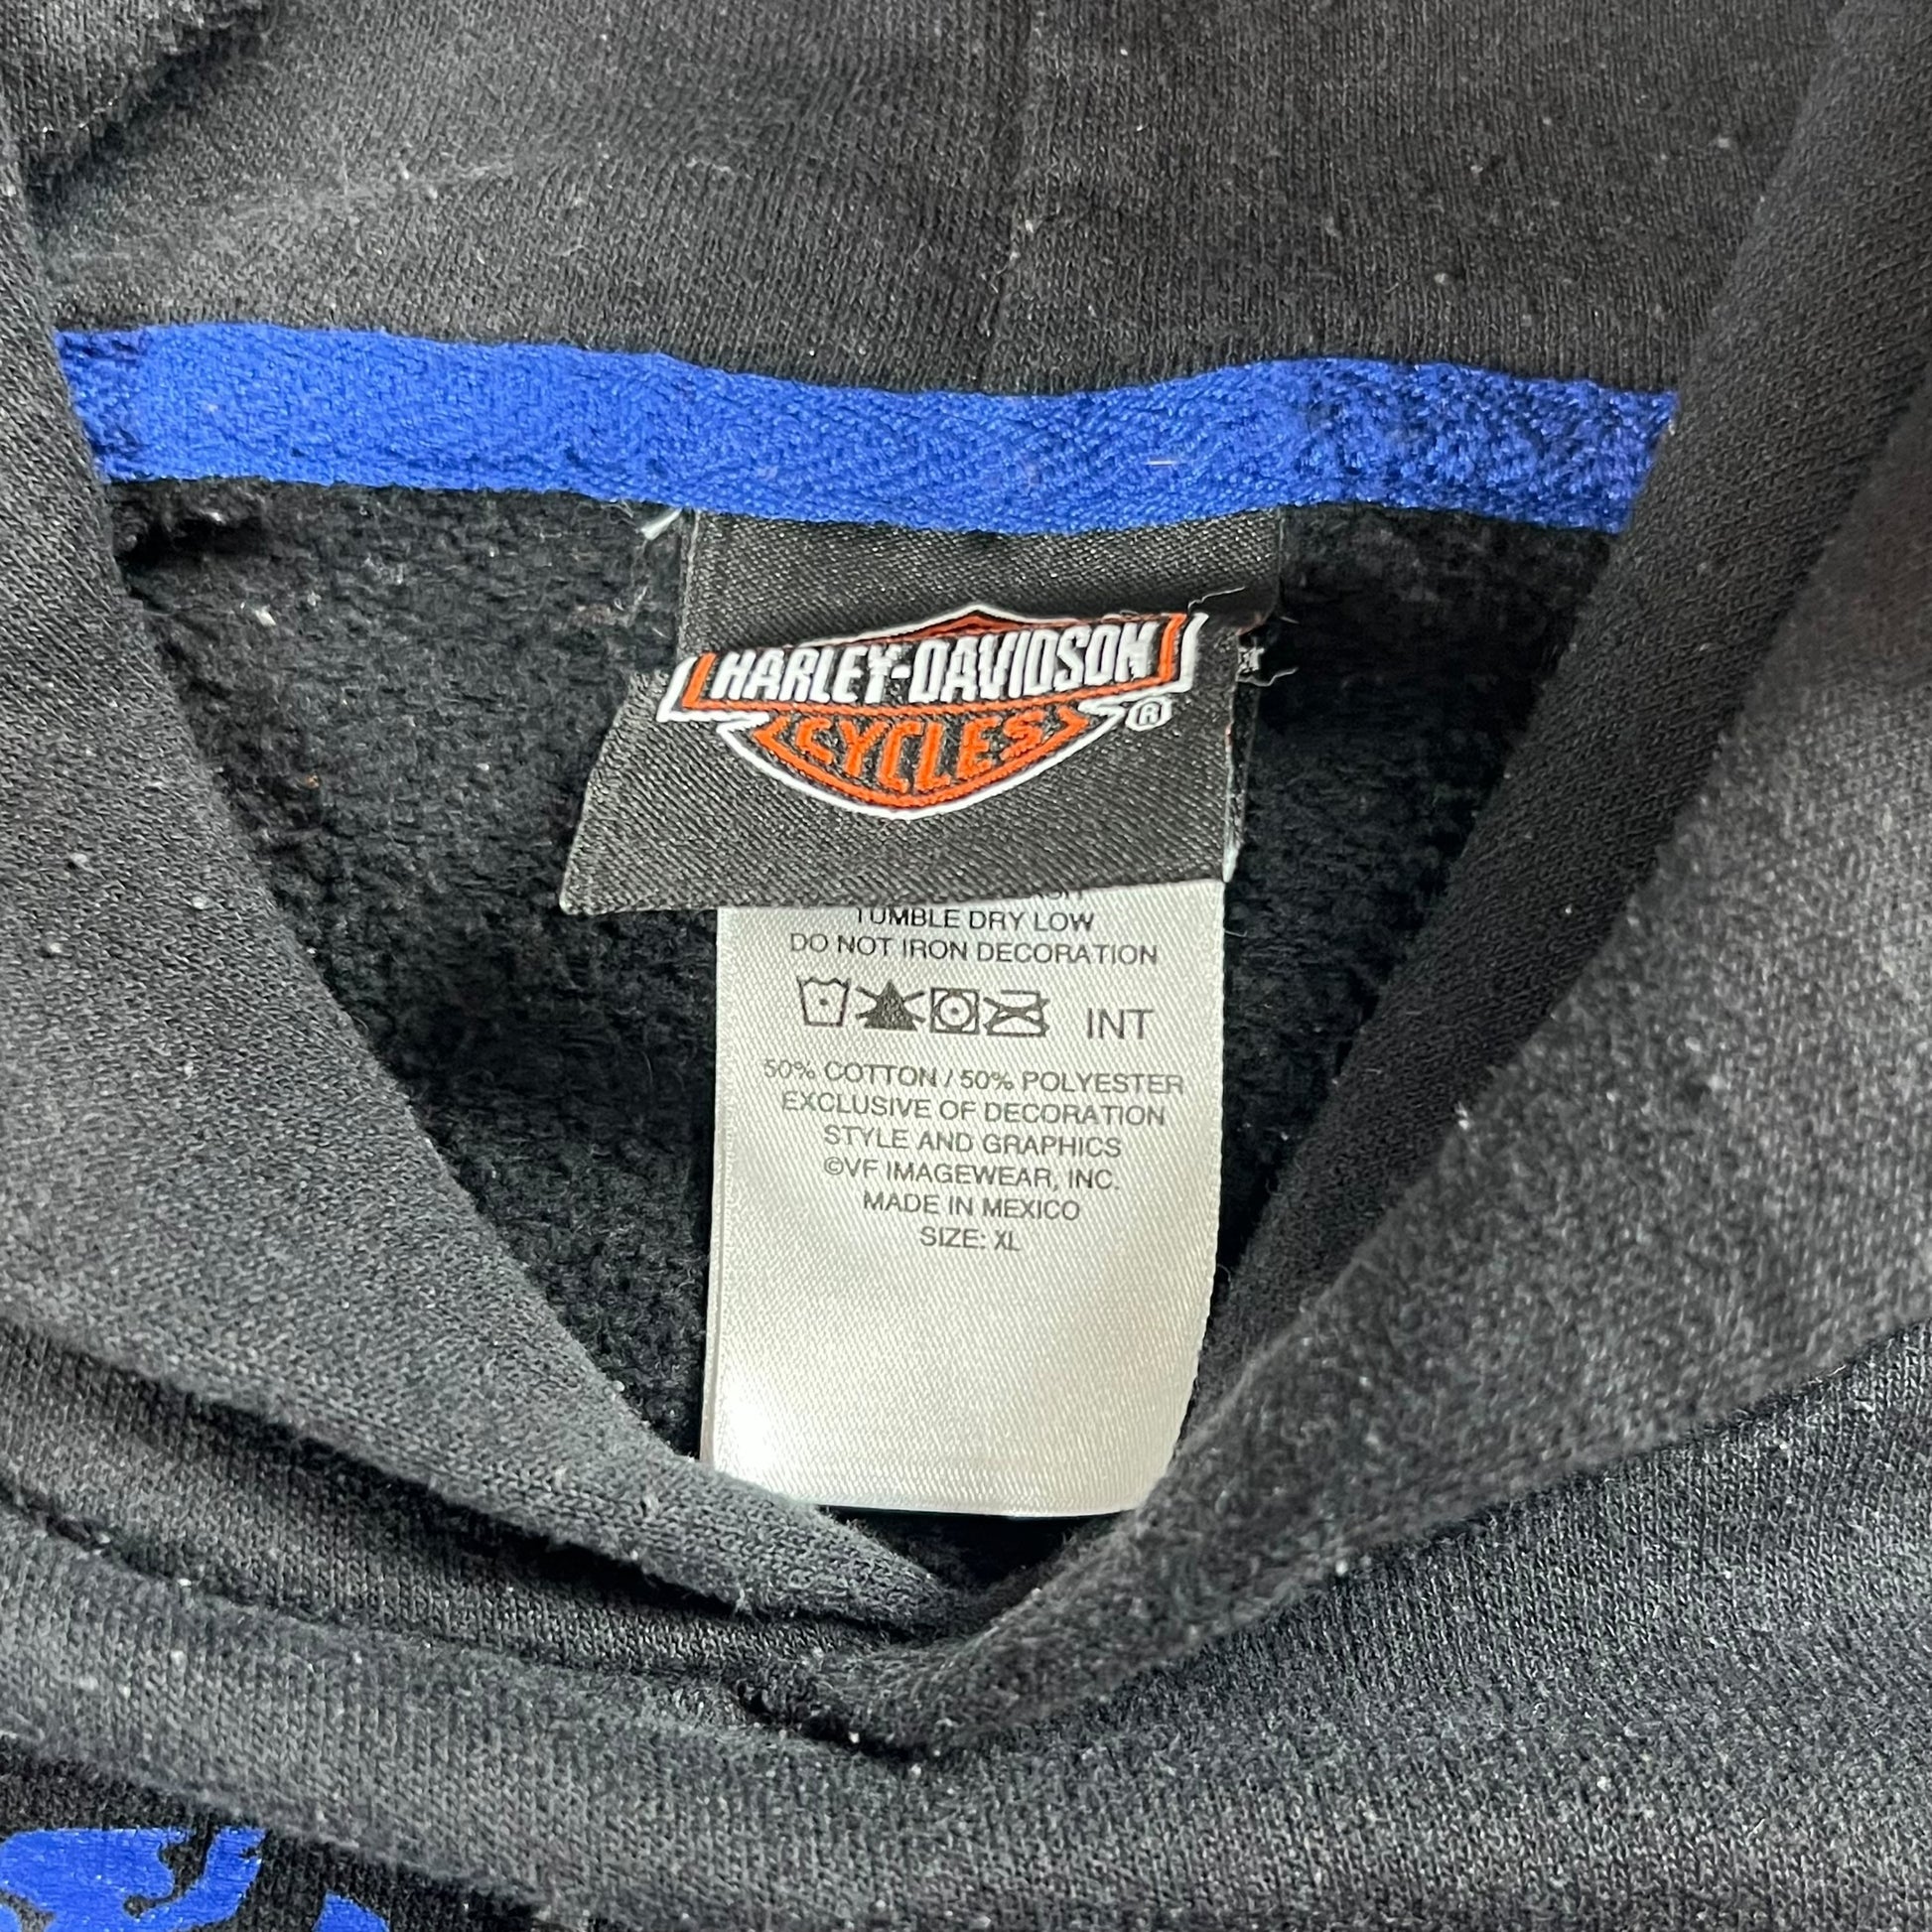 HARLEY-DAVIDSON
CYCLES ®
TUMBLE DRY LOW
DO NOT IRON DECORATION
INT
50% COTTON / 50% POLYESTER
EXCLUSIVE OF DECORATION
STYLE AND GRAPHICS
©VF IMAGEWEAR, INC.
MADE IN MEXICO
SIZE: XL